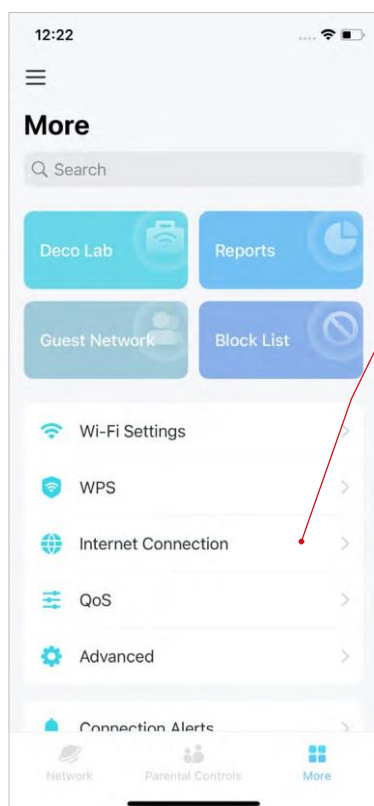 12:22
More
Search
Deco Lab
Reports
Guest Network
Block List
Wi-Fi Settings
WPS
Internet Connection
QoS
Advanced
Connection Alerts
Network
Parental Controls
More